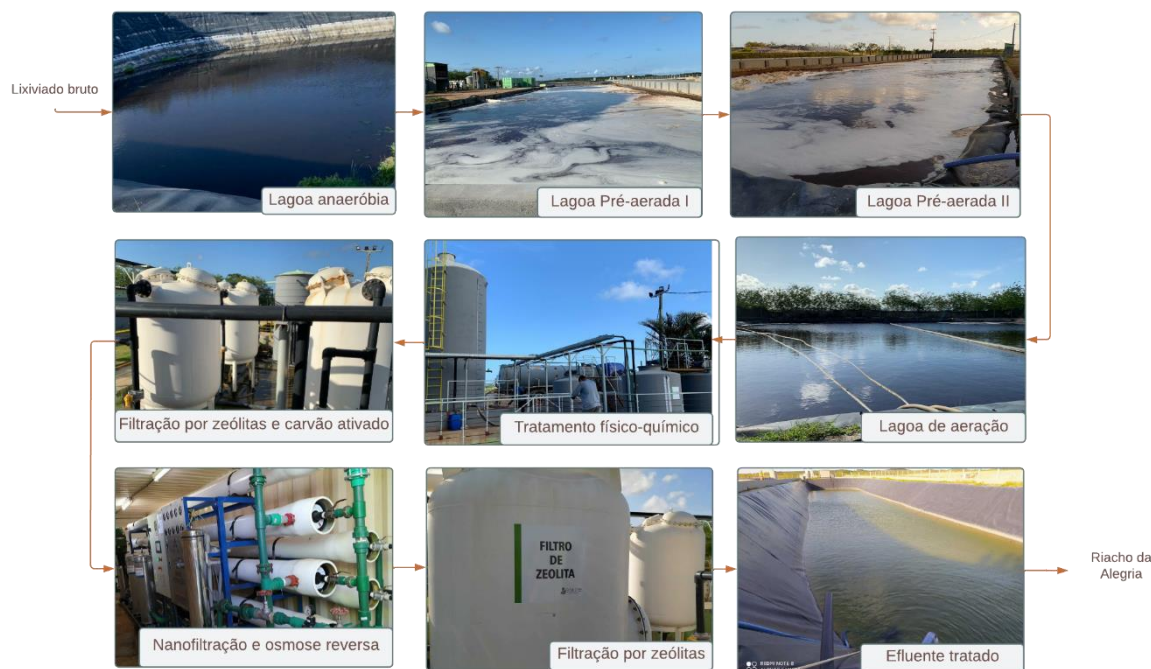 Lixiviado bruto
Lagoa anaeróbia
Lagoa Pré-aerada I
Lagoa Pré-aerada II
Filtração por zeólitas e carvão ativado
Tratamento físico-químico
Lagoa de aeração
Nanofiltração e osmose reversa
FILTRO
DE
ZEOLITA
Filtração por zeólitas
Efluente tratado
Riacho da
Alegria